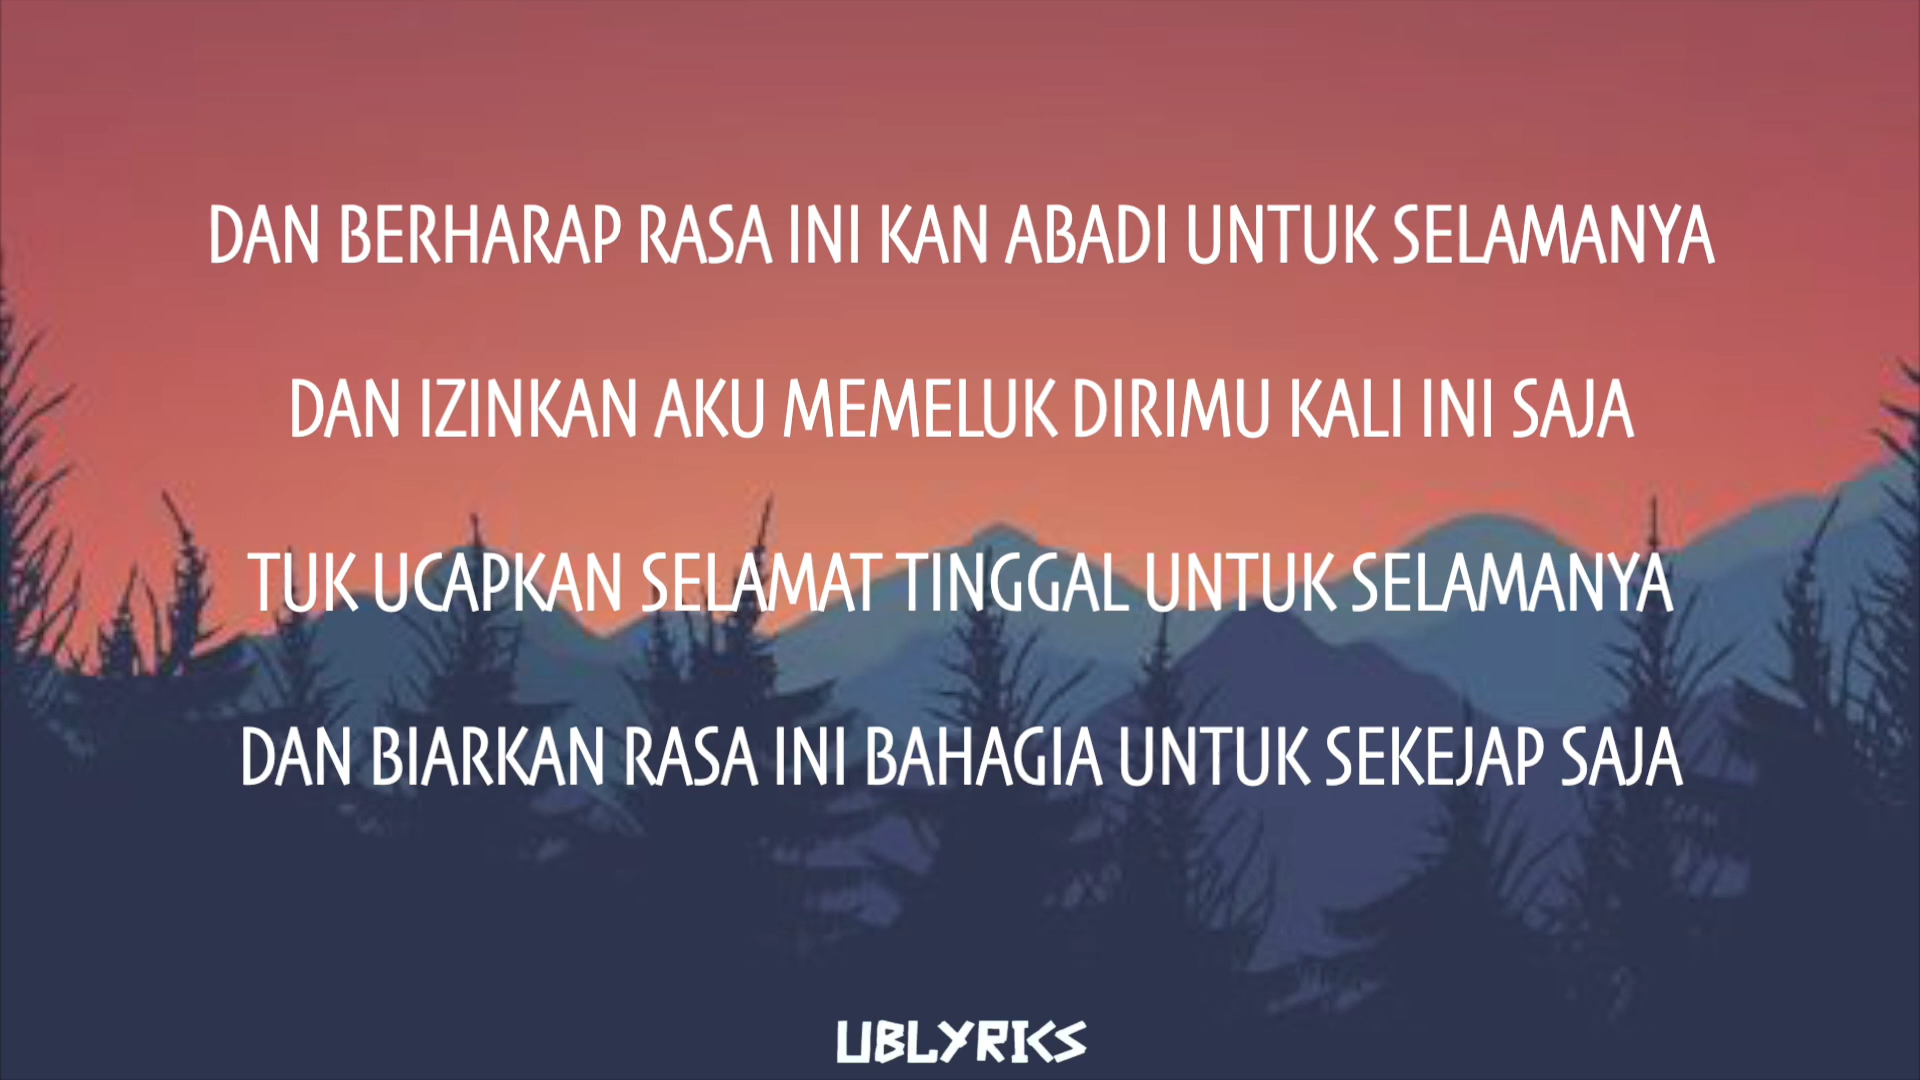 DAN BERHARAP RASA INI KAN ABADI UNTUK SELAMANYA
DAN IZINKAN AKU MEMELUK DIRIMU KALI INI SAJA
TUK UCAPKAN SELAMAT TINGGAL UNTUK SELAMANYA
DAN BIARKAN RASA INI BAHAGIA UNTUK SEKEJAP SAJA
UBLYRICS